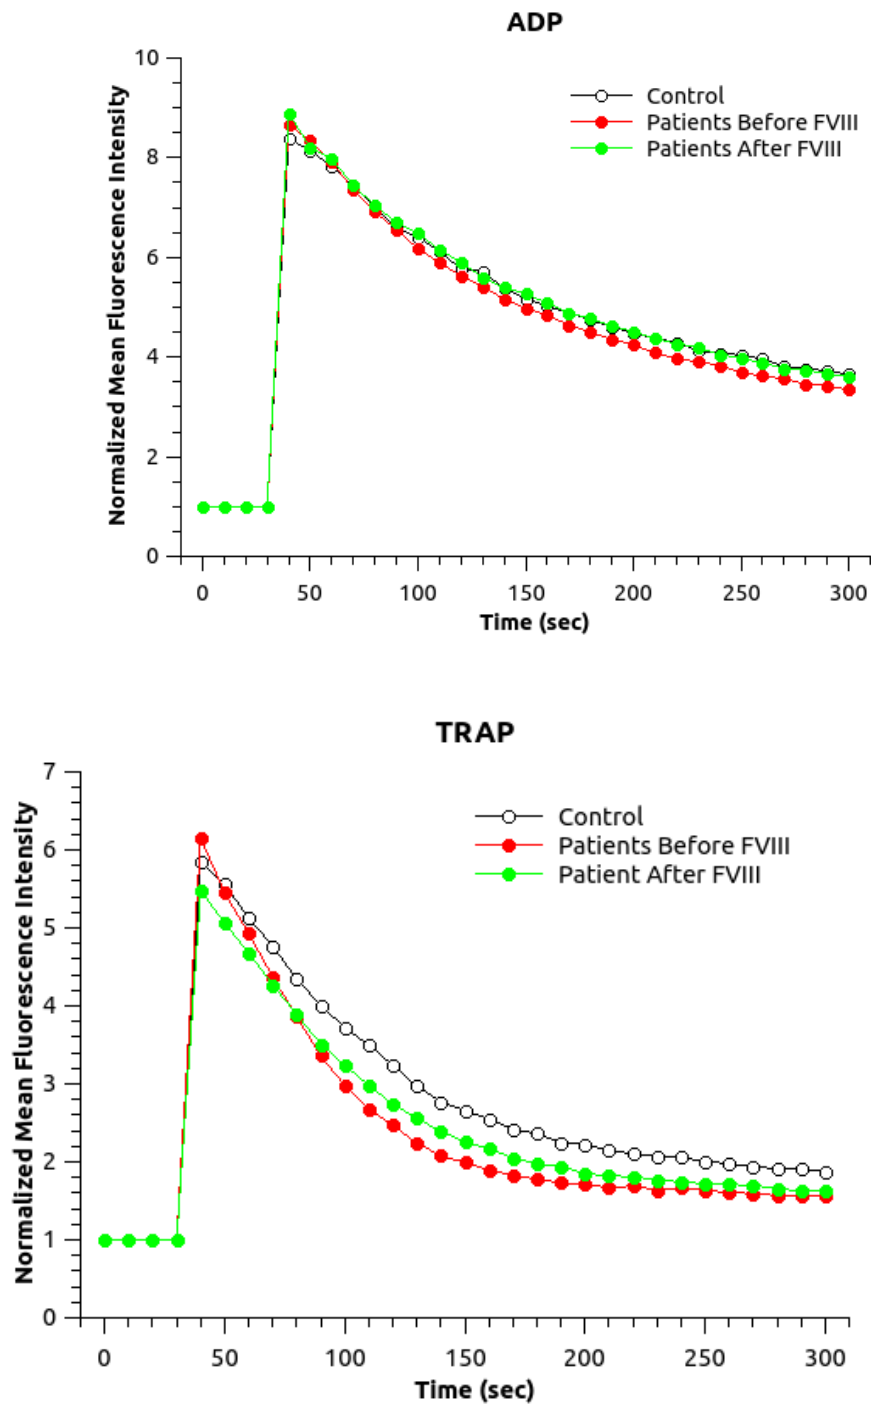 ADP
10
8
6
4
2
0
Normalized Mean Fluorescence Intensity
Control
Patients Before FVIII
Patients After FVIII
0 50 100 150 200 250 300
Time (sec)
TRAP
7
6
5
4
3
2
1
0
Normalized Mean Fluorescence Intensity
Control
Patients Before FVIII
Patient After FVIII
0 50 100 150 200 250 300
Time (sec)